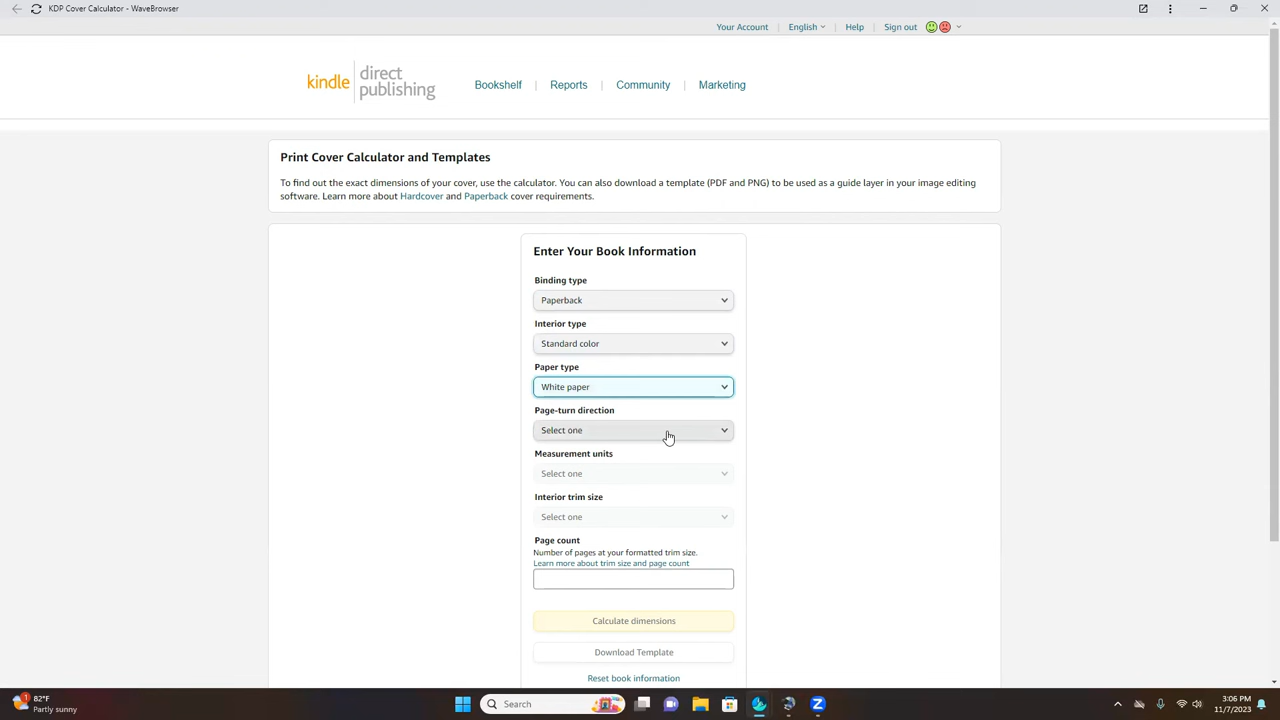 KDP Cover Calculator - WaveBrowser
Your Account English Help Sign out
kindle direct publishing
Bookshelf Reports Community Marketing
Print Cover Calculator and Templates
To find out the exact dimensions of your cover, use the calculator. You can also download a template (PDF and PNG) to be used as a guide layer in your image editing
software. Learn more about Hardcover and Paperback cover requirements.
Enter Your Book Information
Binding type
Paperback
Interior type
Standard color
Paper type
White paper
Page-turn direction
Select one
Measurement units
Select one
Interior trim size
Select one
Page count
Number of pages at your formatted trim size.
Learn more about trim size and page count
Calculate dimensions
Download Template
Reset book information
1
82°F
Partly sunny
Search
3:06 PM
11/7/2023